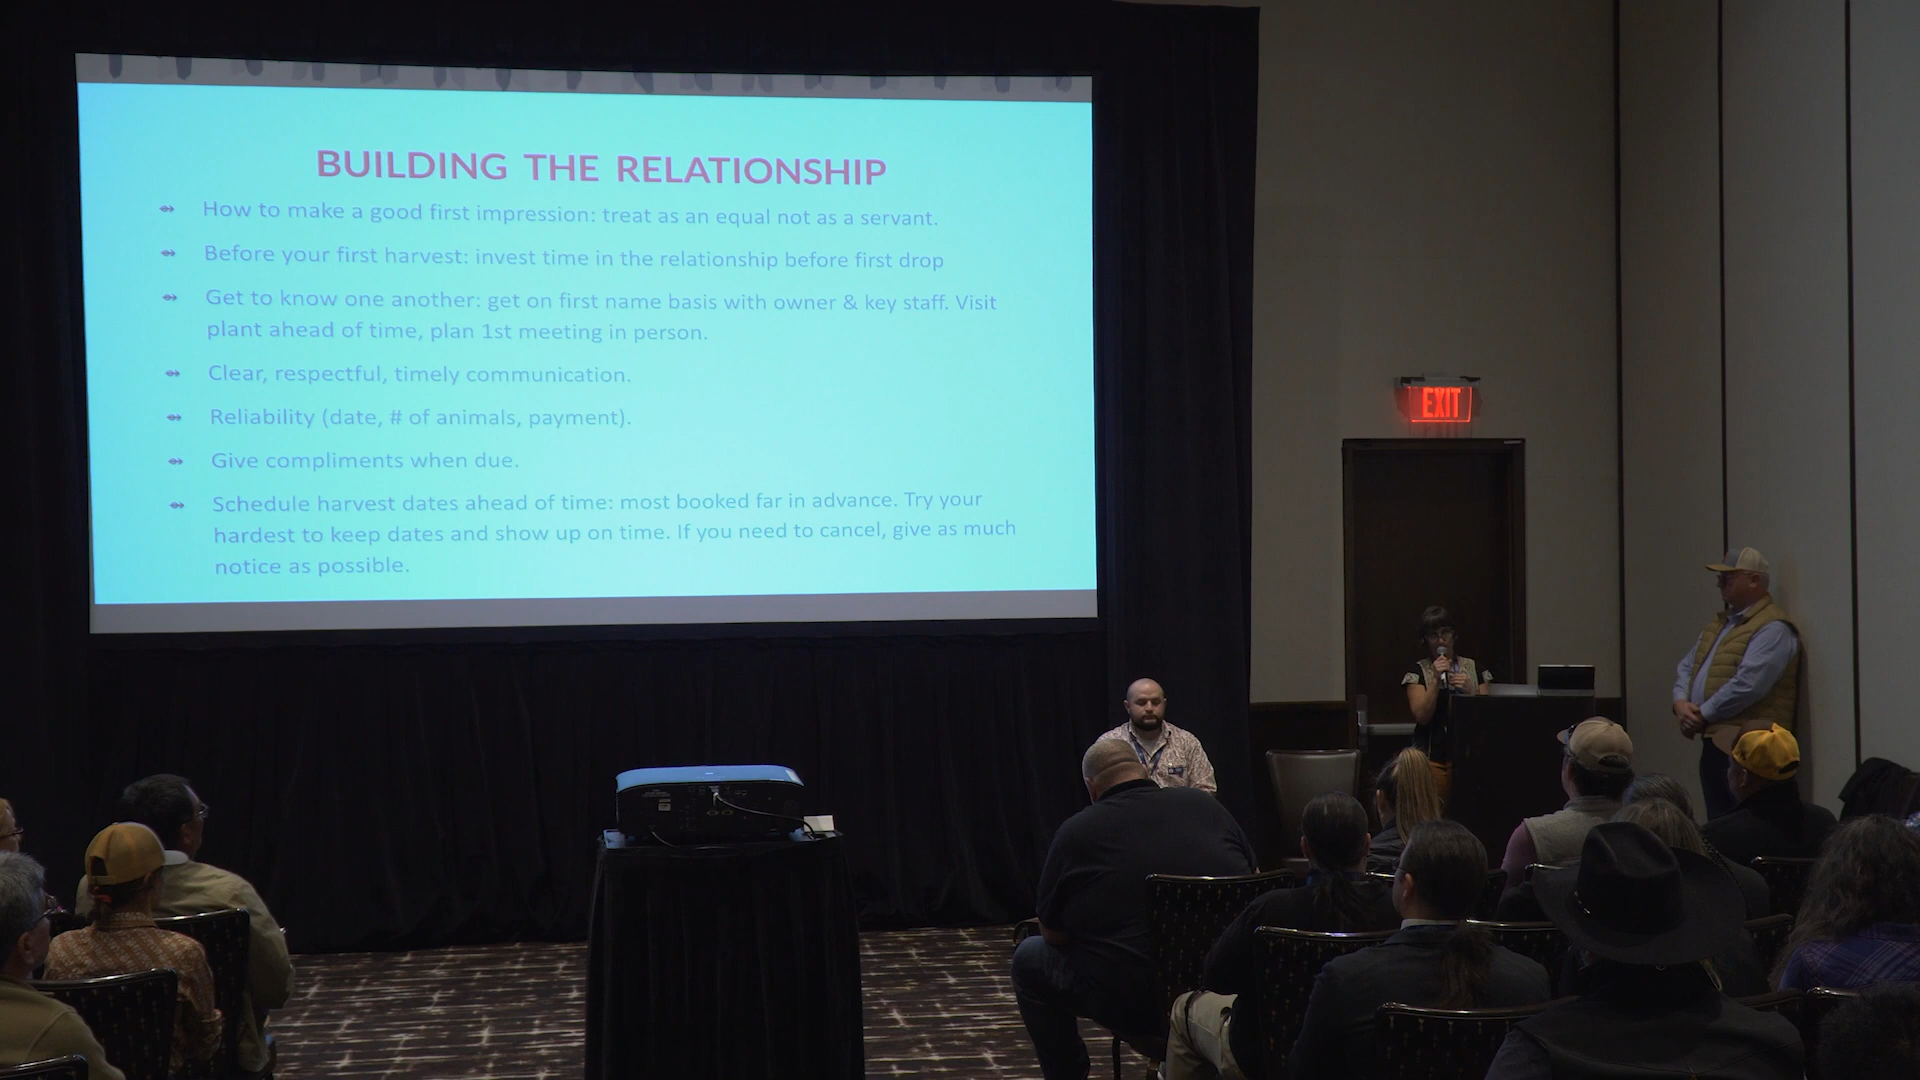 BUILDING THE RELATIONSHIP
How to make a good first impression: treat as an equal not as a servant.
Before your first harvest: invest time in the relationship before first drop
Get to know one another: get on first name basis with owner & key staff. Visit
plant ahead of time, plan 1st meeting in person.
Clear, respectful, timely communication.
Reliability (date, # of animals, payment).
Give compliments when due.
Schedule harvest dates ahead of time: most booked far in advance. Try your
hardest to keep dates and show up on time. If you need to cancel, give as much
notice as possible.
EXIT